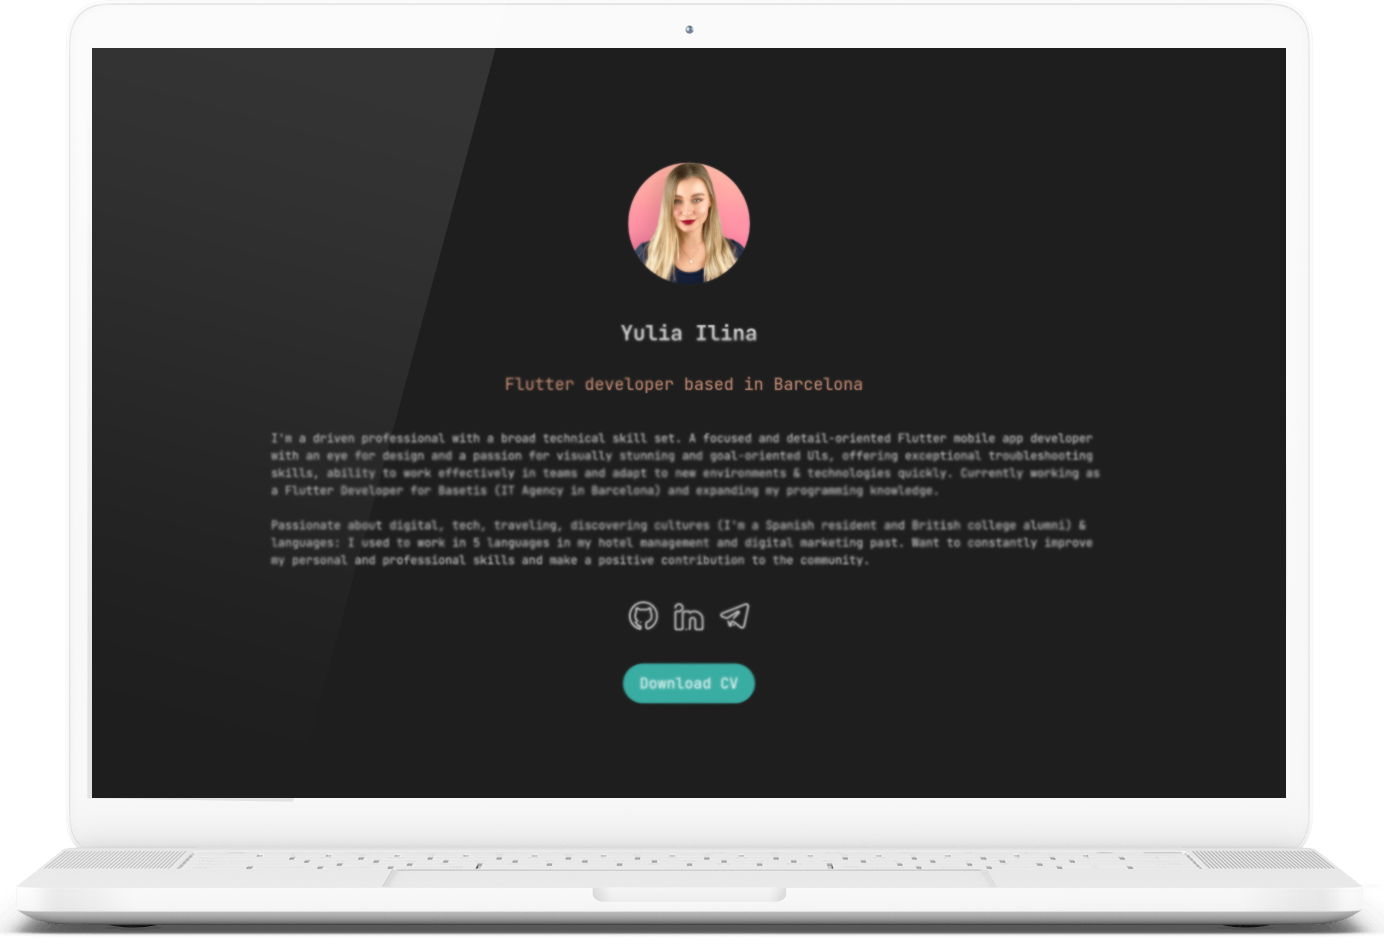 Yulia Ilina
Flutter developer based in Barcelona
I'm a driven professional with a broad technical skill set. A focused and detail-oriented Flutter mobile app developer
with an eye for design and a passion for visually stunning and goal-oriented UIs, offering exceptional troubleshooting
skills, ability to work effectively in teams and adapt to new environments & technologies quickly. Currently working as
a Flutter Developer for Basetis (IT Agency in Barcelona) and expanding my programming knowledge.
Passionate about digital, tech, traveling, discovering cultures (I'm a Spanish resident and British college alumni) &
languages: I used to work in 5 languages in my hotel management and digital marketing past. Want to constantly improve
my personal and professional skills and make a positive contribution to the community.
in
Download CV